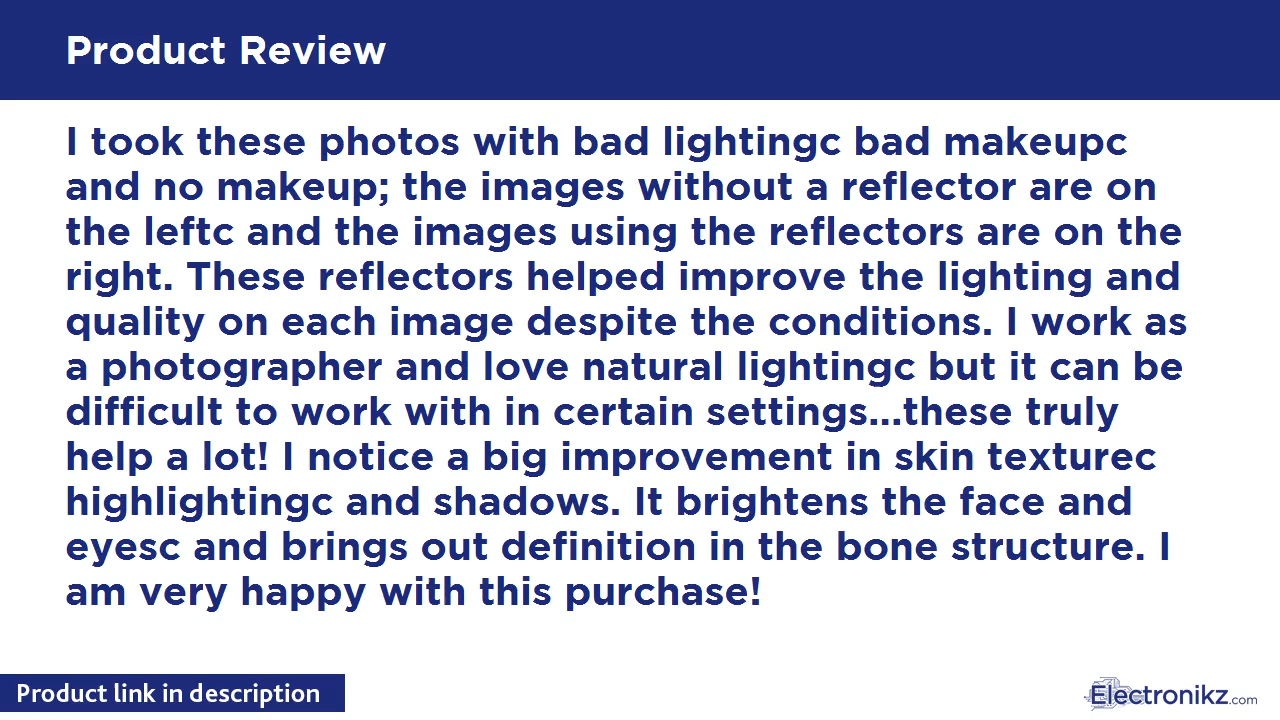 Product Review
I took these photos with bad lightingc bad makeupc
and no makeup; the images without a reflector are on
the leftc and the images using the reflectors are on the
right. These reflectors helped improve the lighting and
quality on each image despite the conditions. I work as
a photographer and love natural lightingc but it can be
difficult to work with in certain settings...these truly
help a lot! I notice a big improvement in skin texturec
highlightingc and shadows. It brightens the face and
eyesc and brings out definition in the bone structure. I
am very happy with this purchase!
Product link in description
Electronikz.com